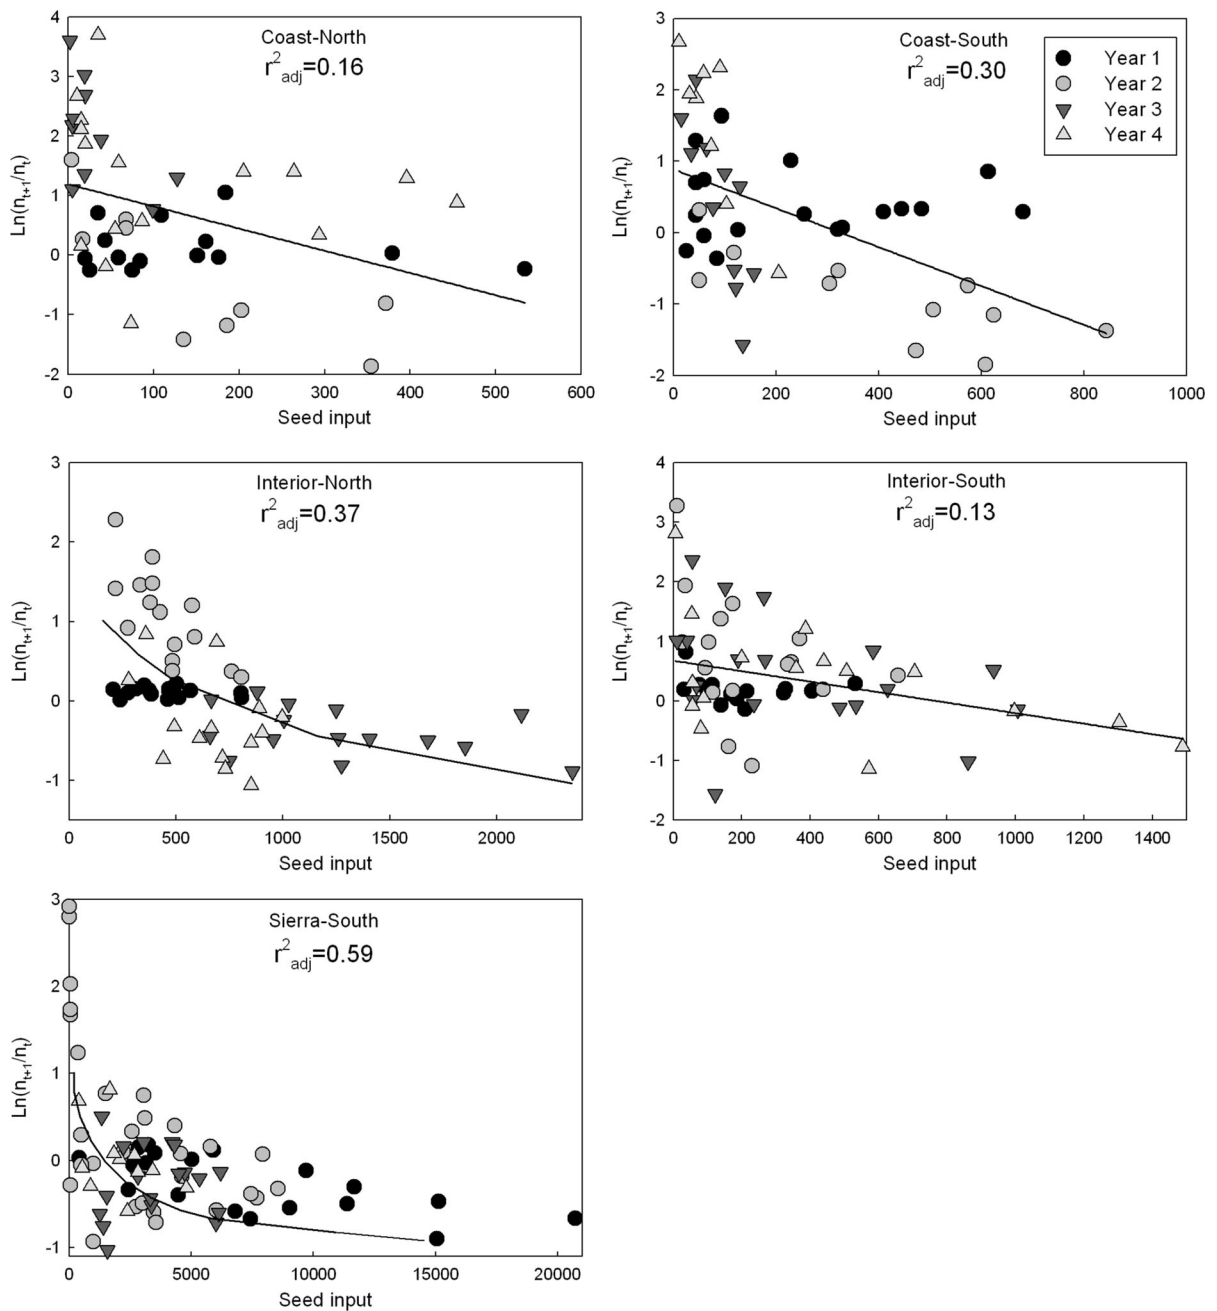 Coast-North
r²adj=0.16
Ln(nt+1/nt)
4
3
2
1
0
-1
-2
0 100 200 300 400 500 600
Seed input
Coast-South
r²adj=0.30
Year 1
Year 2
Year 3
Year 4
Ln(nt+1/nt)
3
2
1
0
-1
-2
0 200 400 600 800 1000
Seed input
Interior-North
r²adj=0.37
Ln(nt+1/nt)
3
2
1
0
-1
0 500 1000 1500 2000
Seed input
Interior-South
r²adj=0.13
Ln(nt+1/nt)
4
3
2
1
0
-1
-2
0 200 400 600 800 1000 1200 1400
Seed input
Sierra-South
r²adj=0.59
Ln(nt+1/nt)
3
2
1
0
-1
0 5000 10000 15000 20000
Seed input